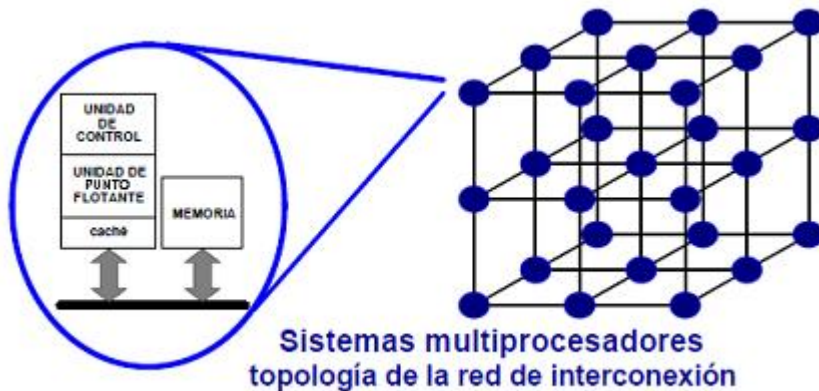 UNIDAD
DE
CONTROL
UNIDAD DE
PUNTO
FLOTANTE
caché
MEMORIA
Sistemas multiprocesadores
topología de la red de interconexión